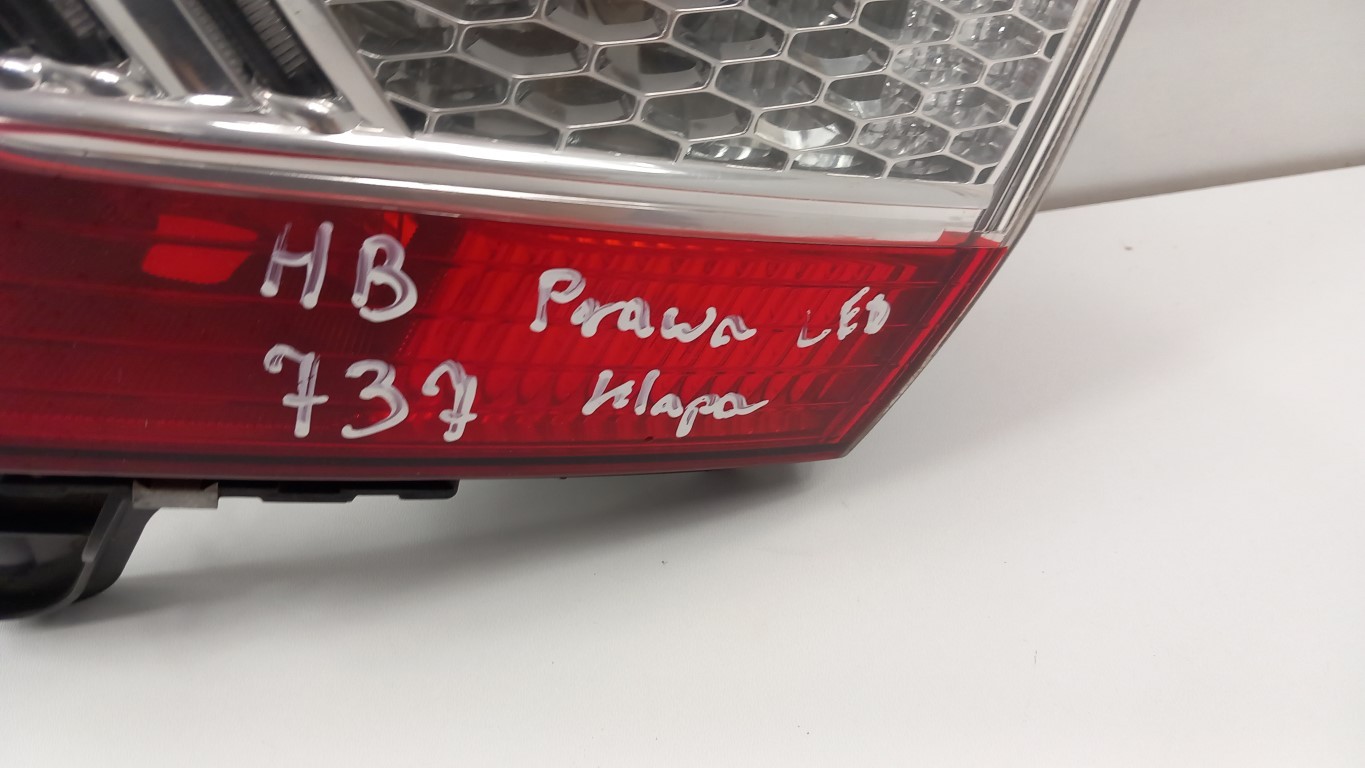 HB Prawa LED
737 Klapa